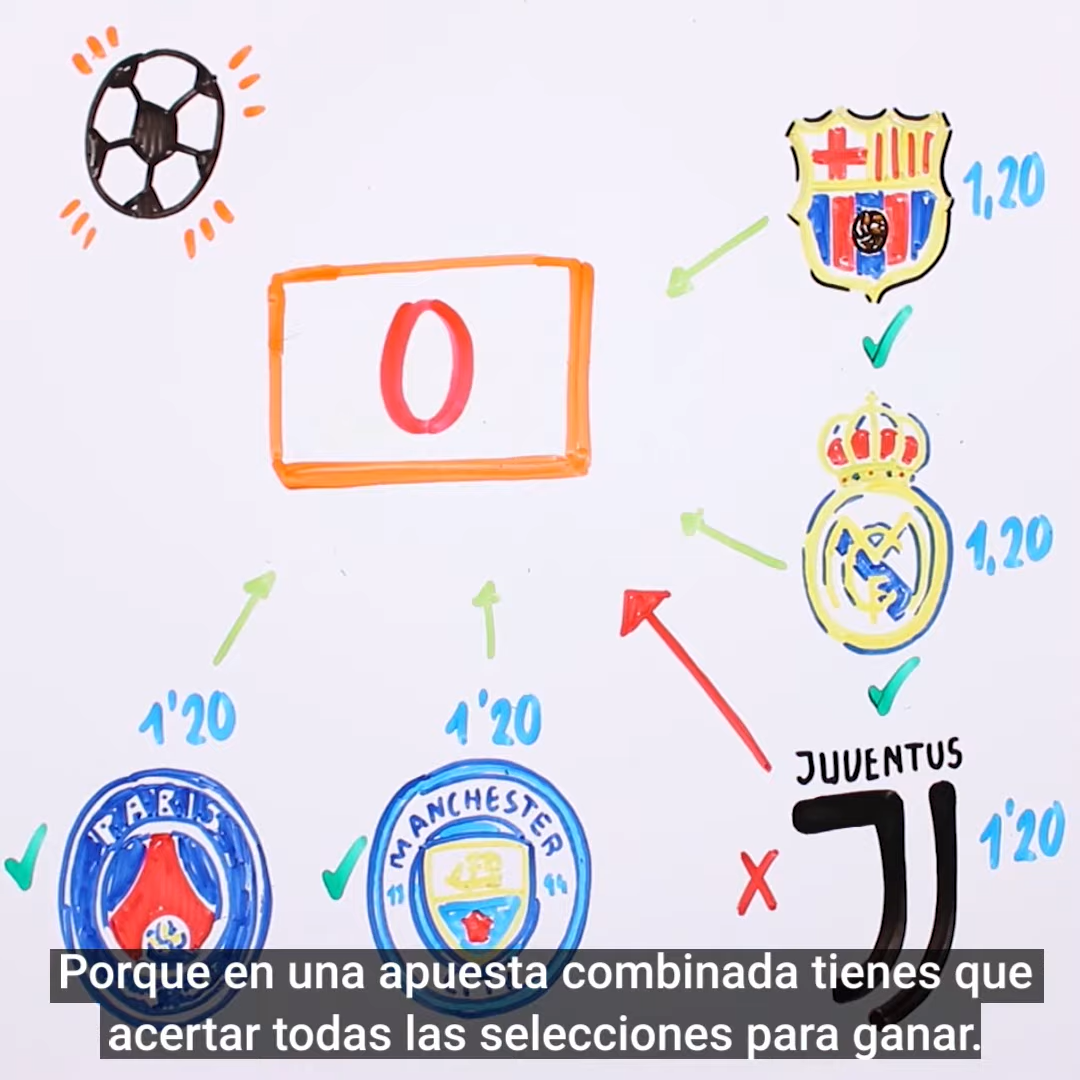 1,20
0
1,20
1'20
1'20
JUVENTUS
1'20
PARIS
MANCHESTER
94
Porque en una apuesta combinada tienes que
acertar todas las selecciones para ganar.